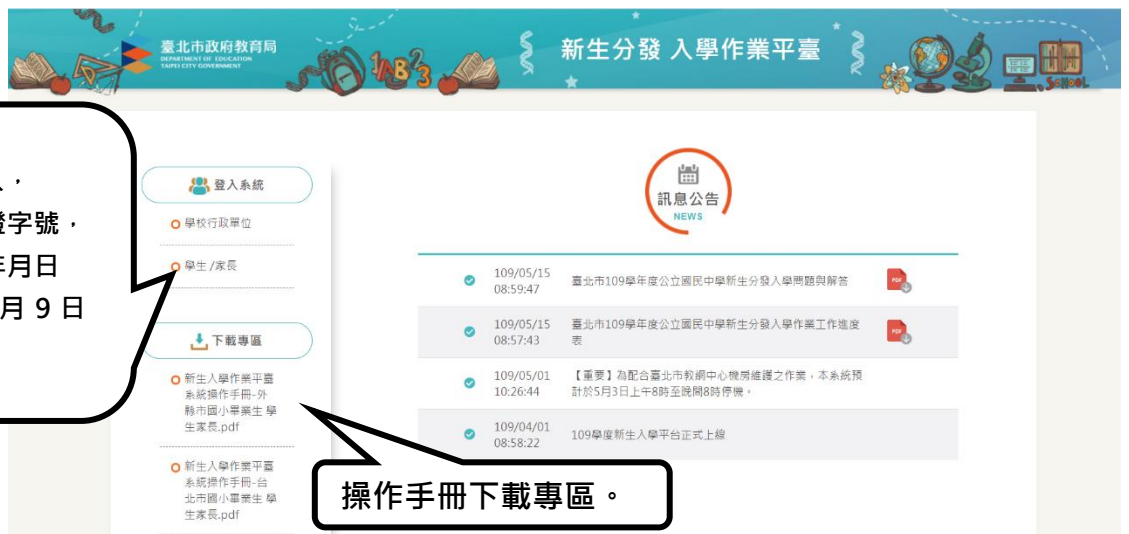 臺北市政府教育局
DEPARTMENT OF EDUCATION
TAIPEI CITY GOVERNMENT
新生分發 入學作業平臺
SCHOOL
證字號，
年月日
月 9 日
登入系統
學校行政單位
學生/家長
下載專區
新生入學作業平臺
系統操作手冊-外
縣市國小畢業生 學
生家長.pdf
新生入學作業平臺
系統操作手冊-台
北市國小畢業生 學
生家長.pdf
操作手冊下載專區。
訊息公告
NEWS
109/05/15
08:59:47
臺北市109學年度公立國民中學新生分發入學問題與解答
PDF
109/05/15
08:57:43
臺北市109學年度公立國民中學新生分發入學作業工作進度
表
PDF
109/05/01
10:26:44
【重要】為配合臺北市教網中心機房維護之作業，本系統預
計於5月3日上午8時至晚間8時停機。
109/04/01
08:58:22
109學度新生入學平台正式上線